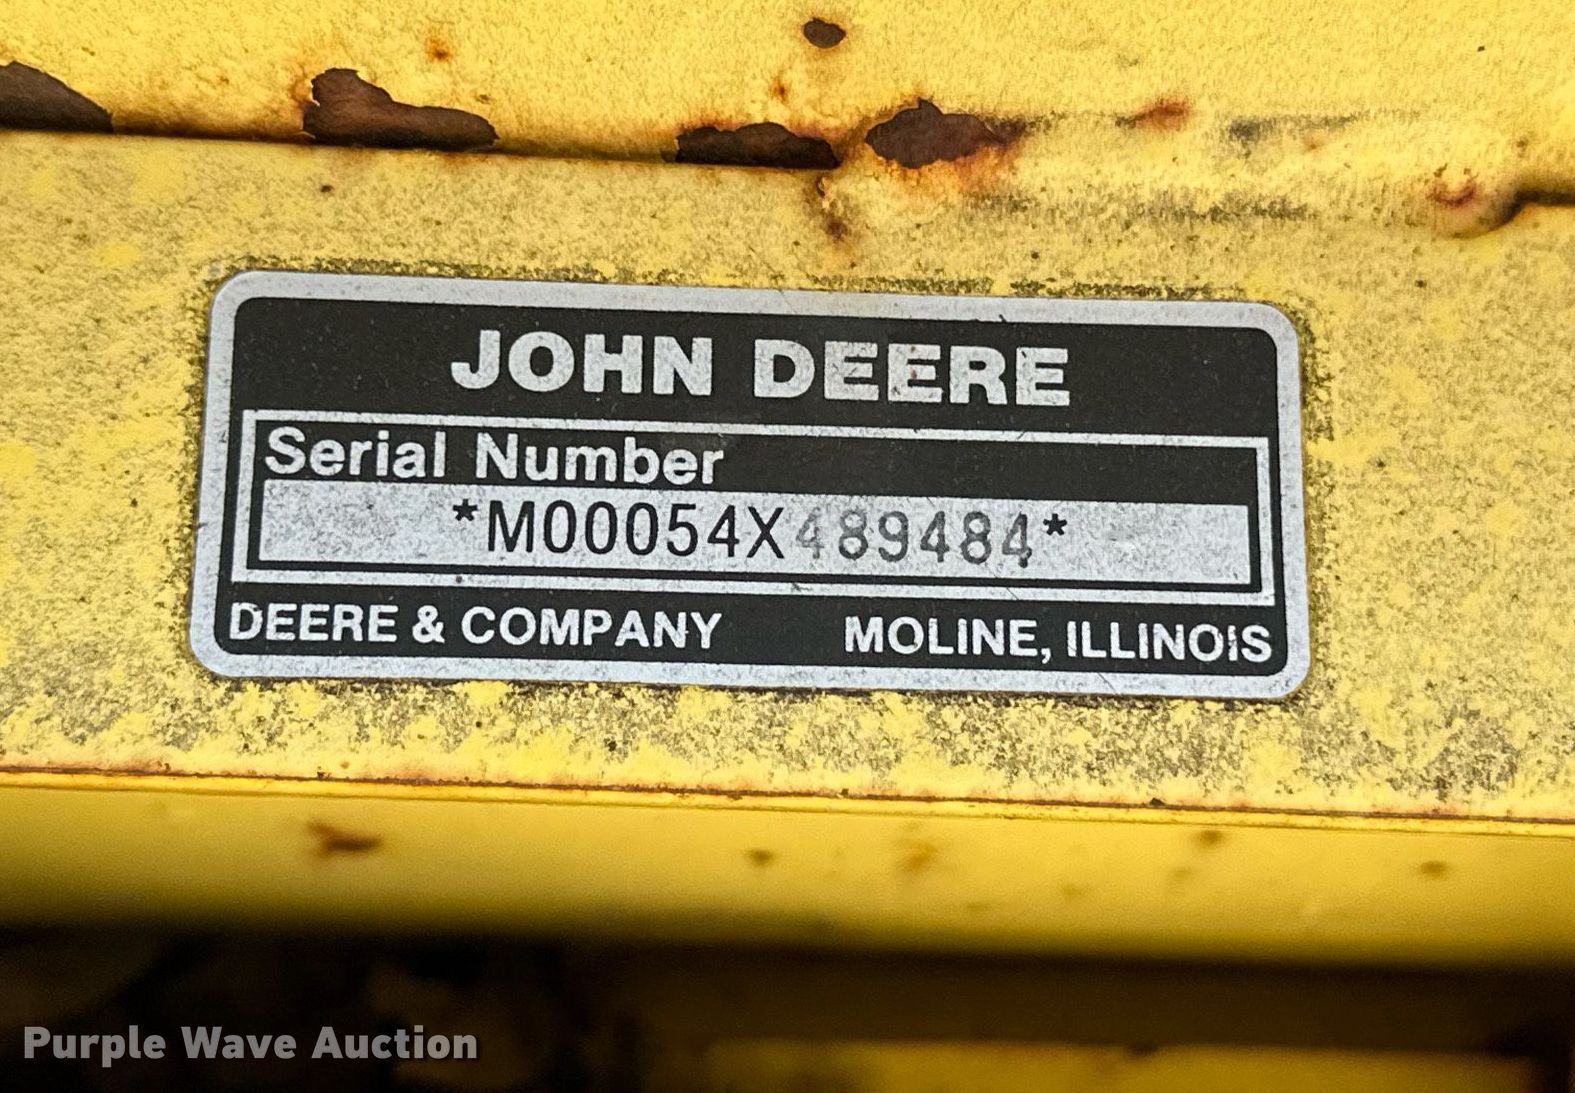 JOHN DEERE
Serial Number
*M00054X489484*
DEERE & COMPANY MOLINE, ILLINOIS
Purple Wave Auction